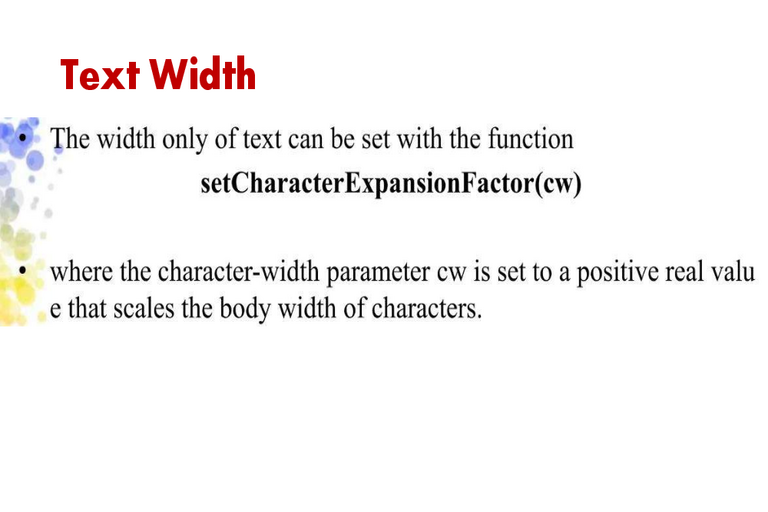 Text Width
• The width only of text can be set with the function
setCharacterExpansionFactor(cw)
• where the character-width parameter cw is set to a positive real valu
e that scales the body width of characters.